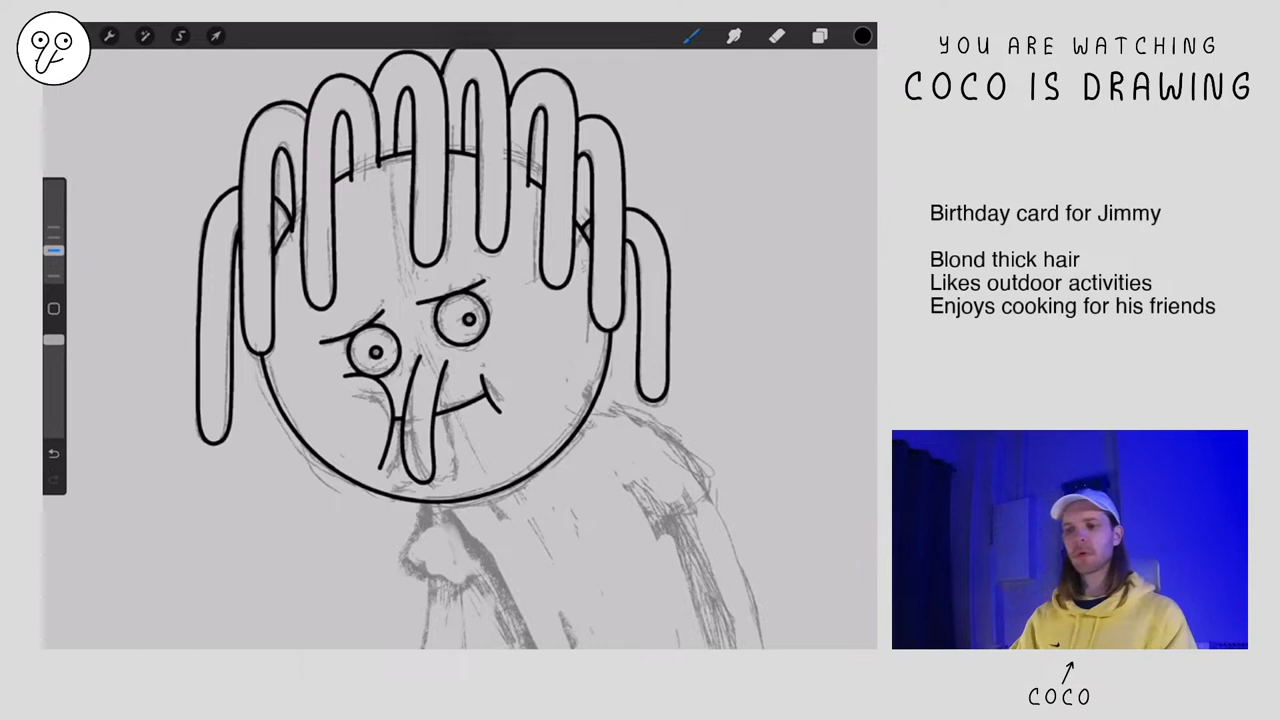 YOU ARE WATCHING
COCO IS DRAWING
Birthday card for Jimmy
Blond thick hair
Likes outdoor activities
Enjoys cooking for his friends
COCO